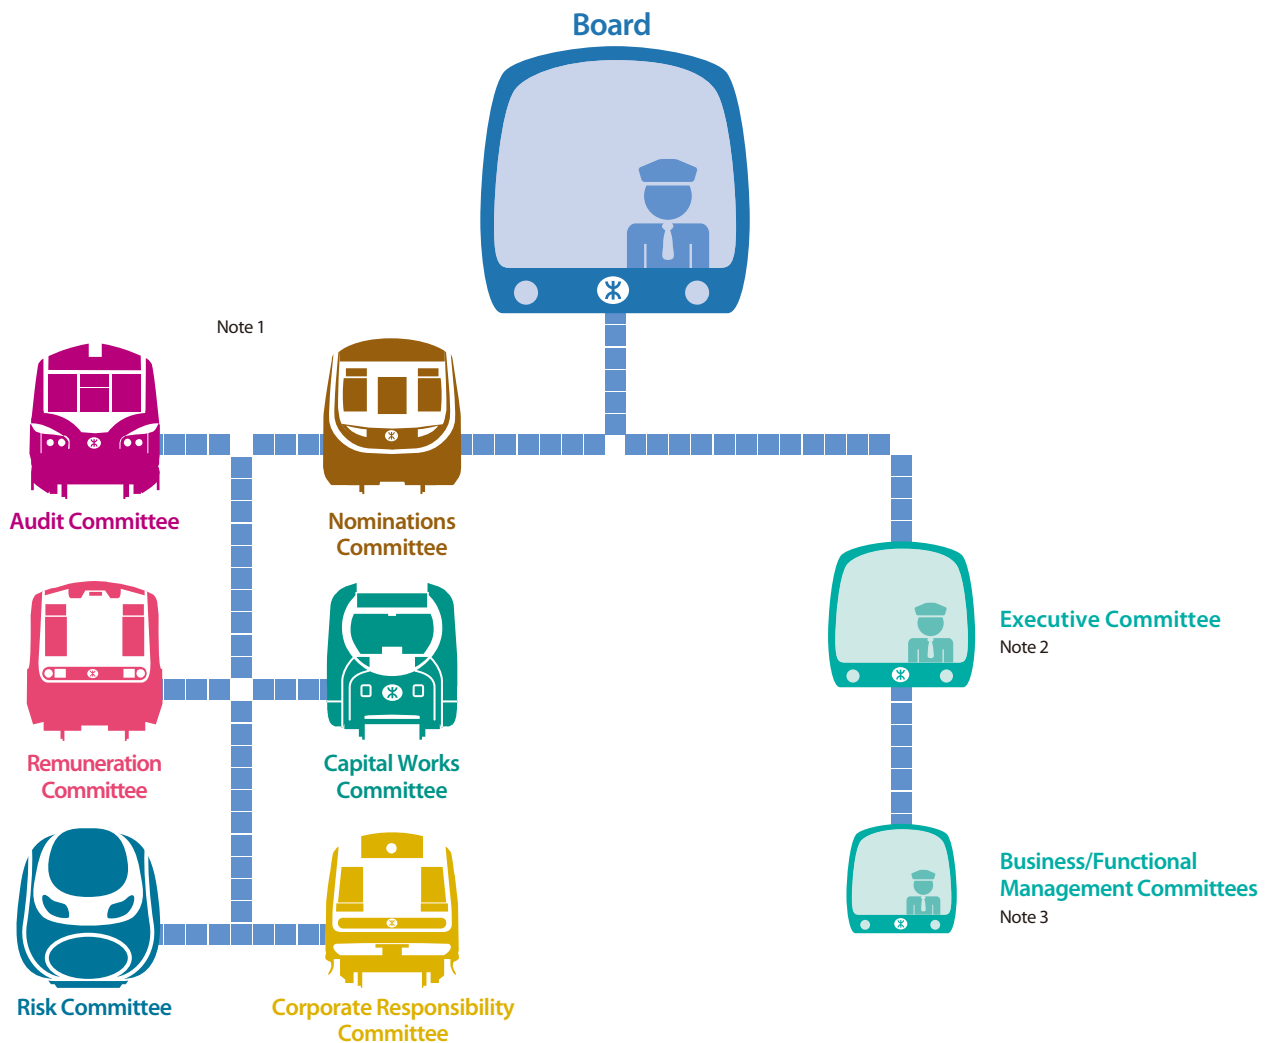 Board
Note 1
Audit Committee
Nominations
Committee
Executive Committee
Note 2
Remuneration
Committee
Capital Works
Committee
Business/Functional
Management Committees
Note 3
Risk Committee
Corporate Responsibility
Committee